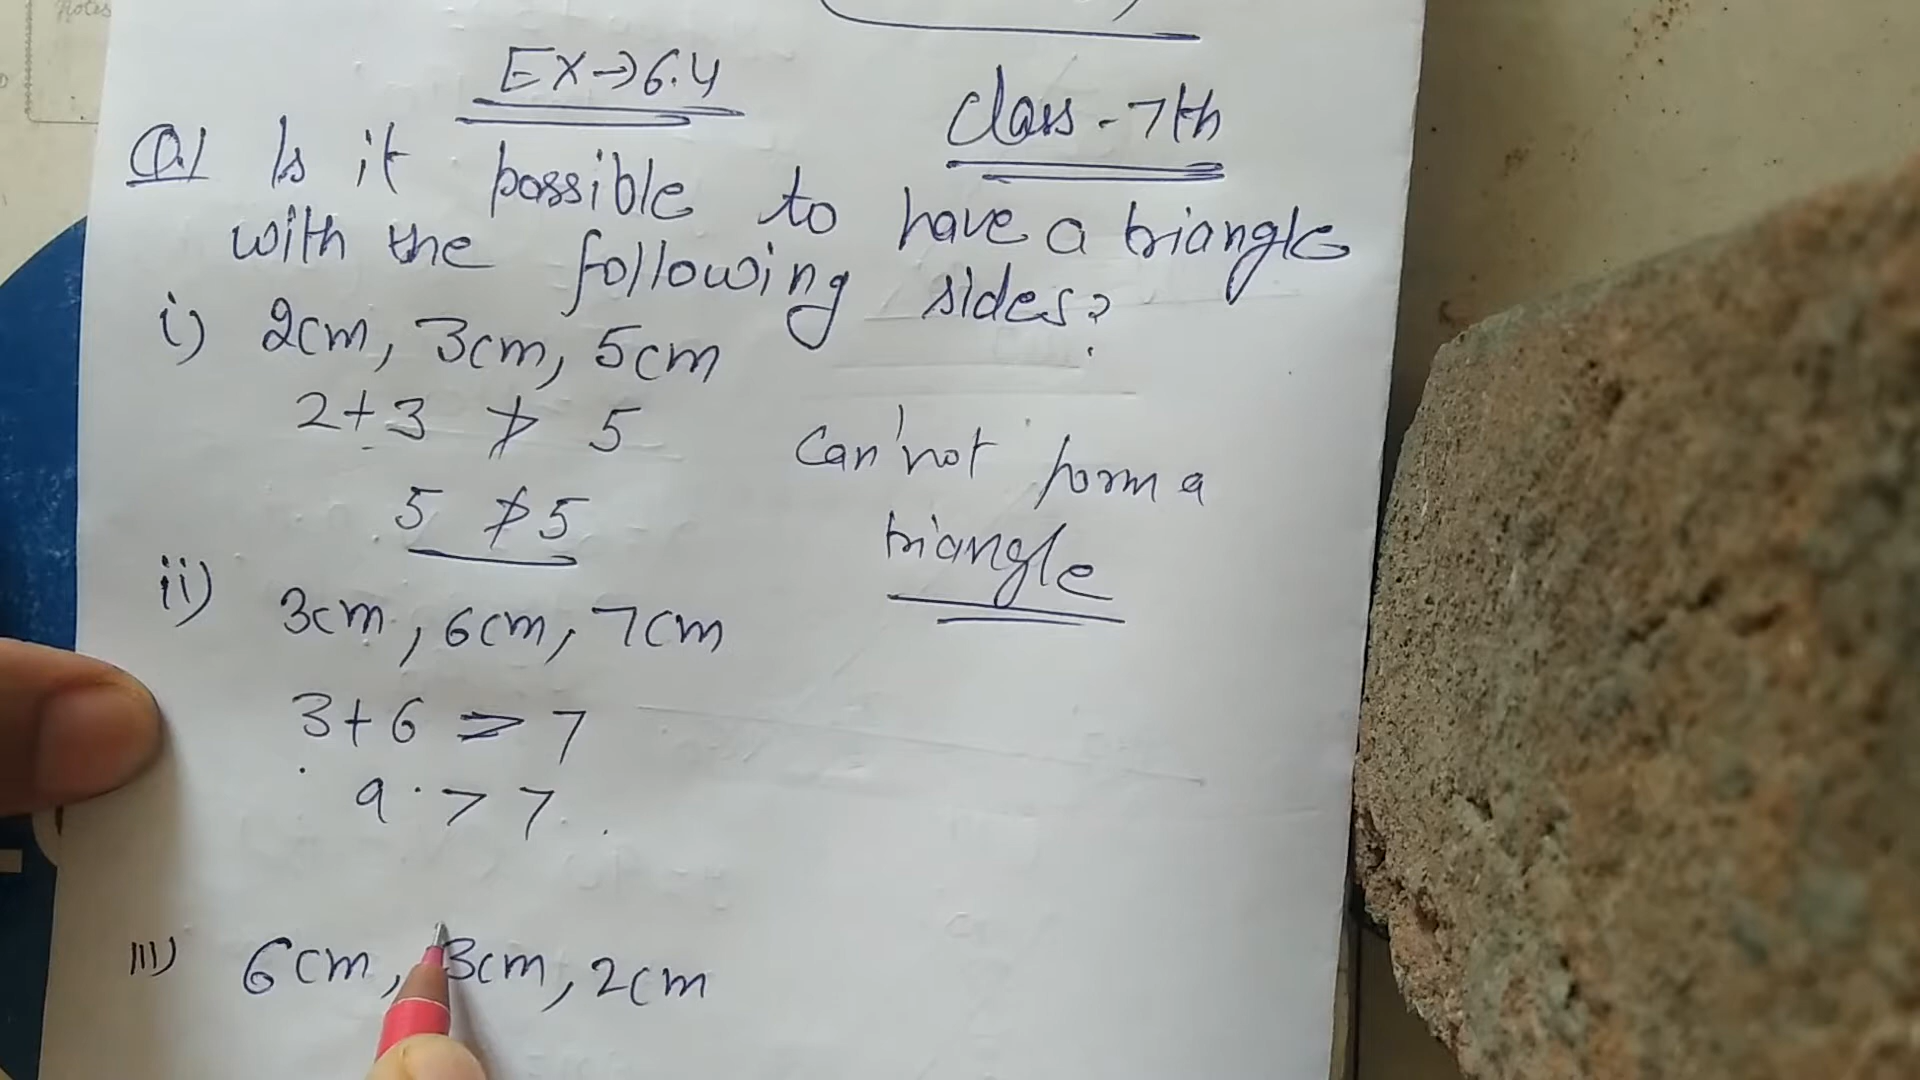 Notes
Ex→6.4
Class-7th
Q.1 Is it possible to have a triangle
with the following sides?
i) 2cm, 3cm, 5cm
2+3 ≯ 5
can'not form a
5 ≯ 5
triangle
ii) 3cm, 6cm, 7cm
3+6 > 7
9 > 7
III) 6cm, 3cm, 2cm